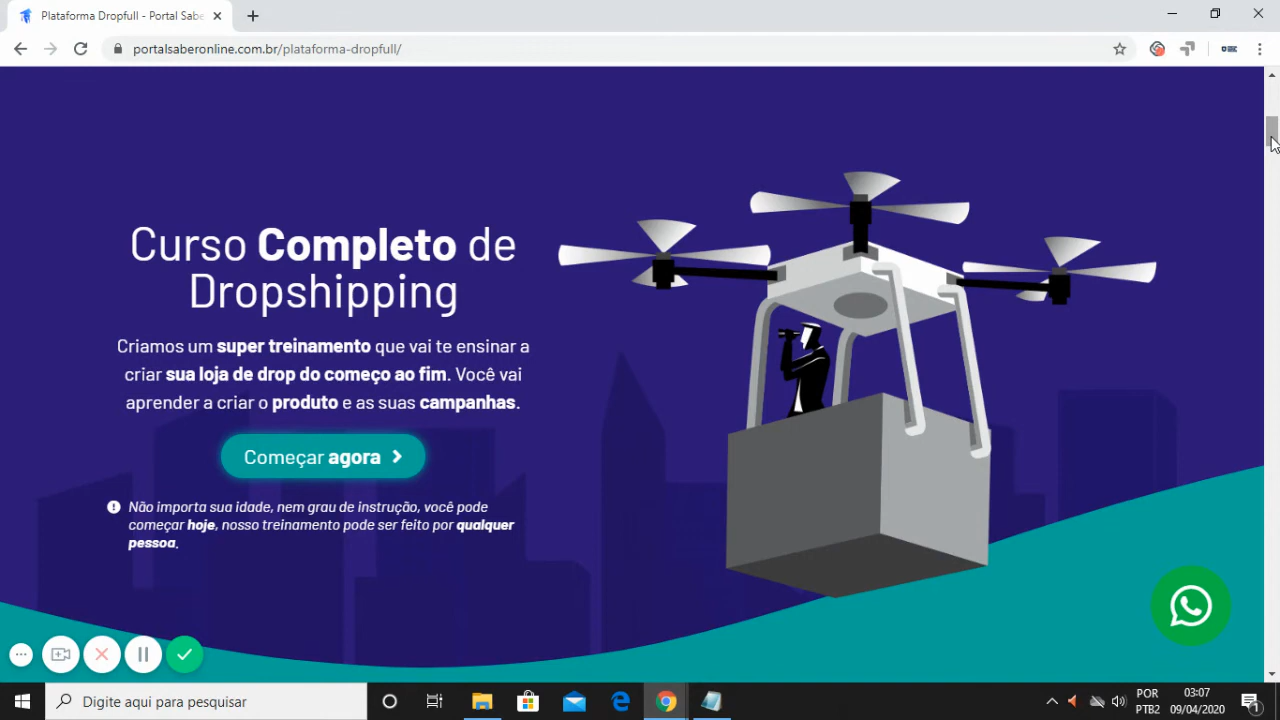 Plataforma Dropfull - Portal Sabe
portalsaberonline.com.br/plataforma-dropfull/
Curso Completo de
Dropshipping
Criamos um super treinamento que vai te ensinar a
criar sua loja de drop do começo ao fim. Você vai
aprender a criar o produto e as suas campanhas.
Começar agora
Não importa sua idade, nem grau de instrução, você pode
começar hoje, nosso treinamento pode ser feito por qualquer
pessoa.
Digite aqui para pesquisar
POR
PTB2
03:07
09/04/2020
1